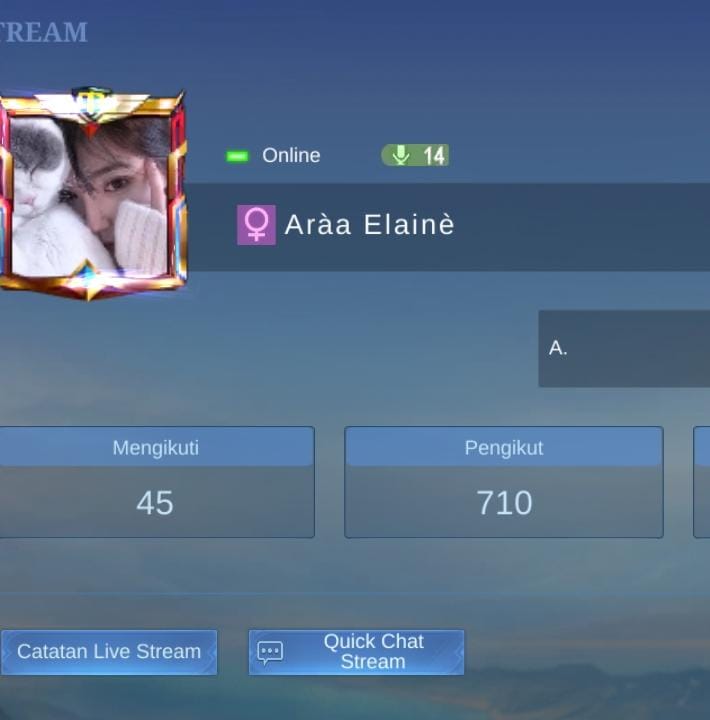 TREAM
Online
14
Aràa Elainè
A.
Mengikuti
Pengikut
45
710
Catatan Live Stream
Quick Chat
Stream